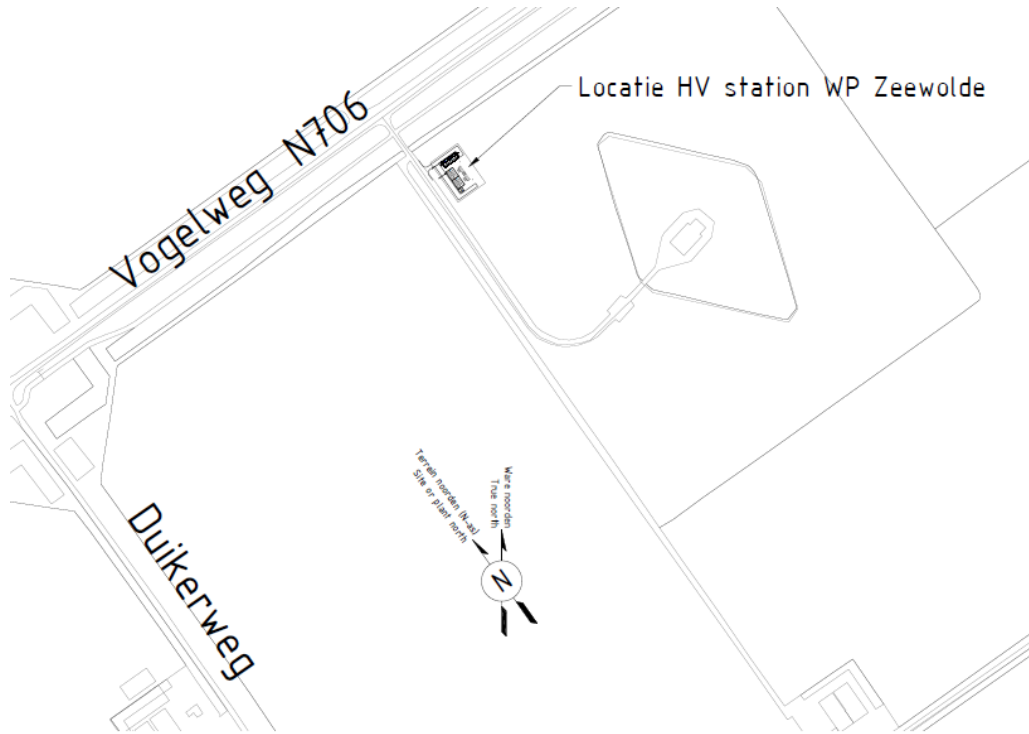 Locatie HV station WP Zeewolde
Vogelweg N706
Terrein noorden (N-as)
Site or plant north
Ware noorden
True north
N
Duikerweg